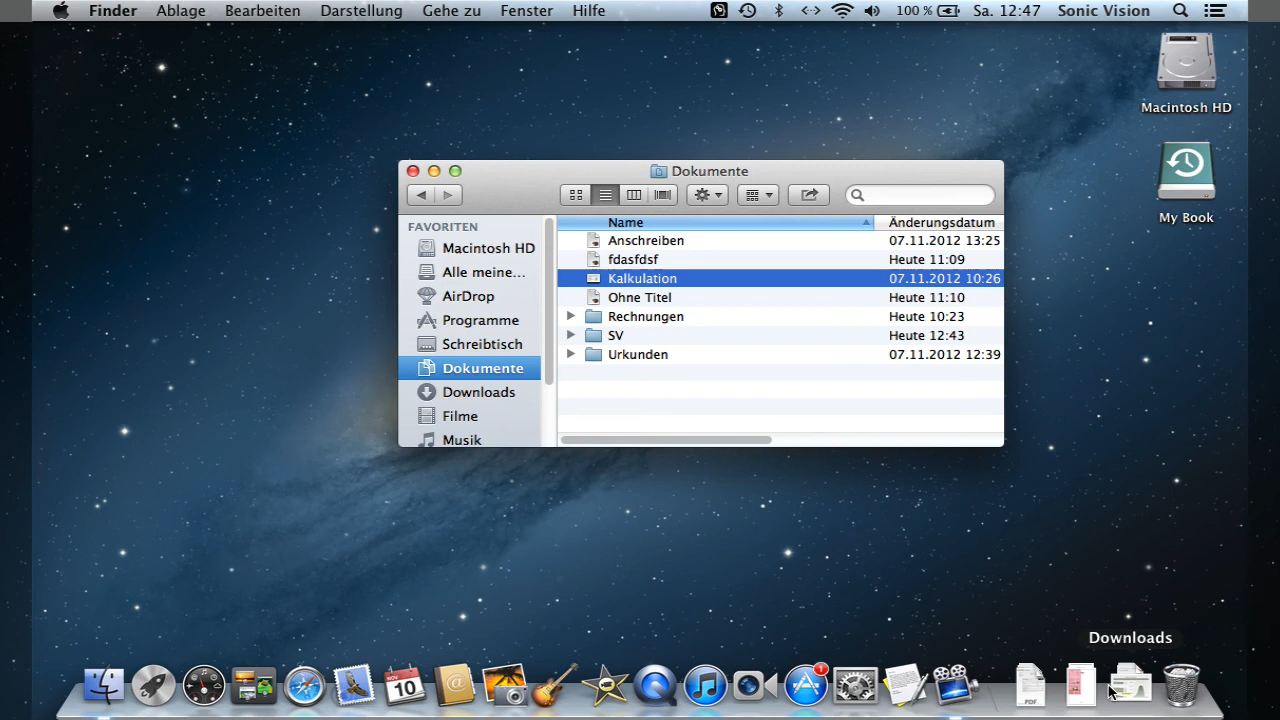 Finder Ablage Bearbeiten Darstellung Gehe zu Fenster Hilfe 100 % Sa. 12:47 Sonic Vision
Macintosh HD
My Book
Dokumente
FAVORITEN
Macintosh HD
Alle meine...
AirDrop
Programme
Schreibtisch
Dokumente
Downloads
Filme
Musik
Name Änderungsdatum
Anschreiben 07.11.2012 13:25
fdasfdsf Heute 11:09
Kalkulation 07.11.2012 10:26
Ohne Titel Heute 11:10
Rechnungen Heute 10:23
SV Heute 12:43
Urkunden 07.11.2012 12:39
Downloads
NOV
10
1
PDF